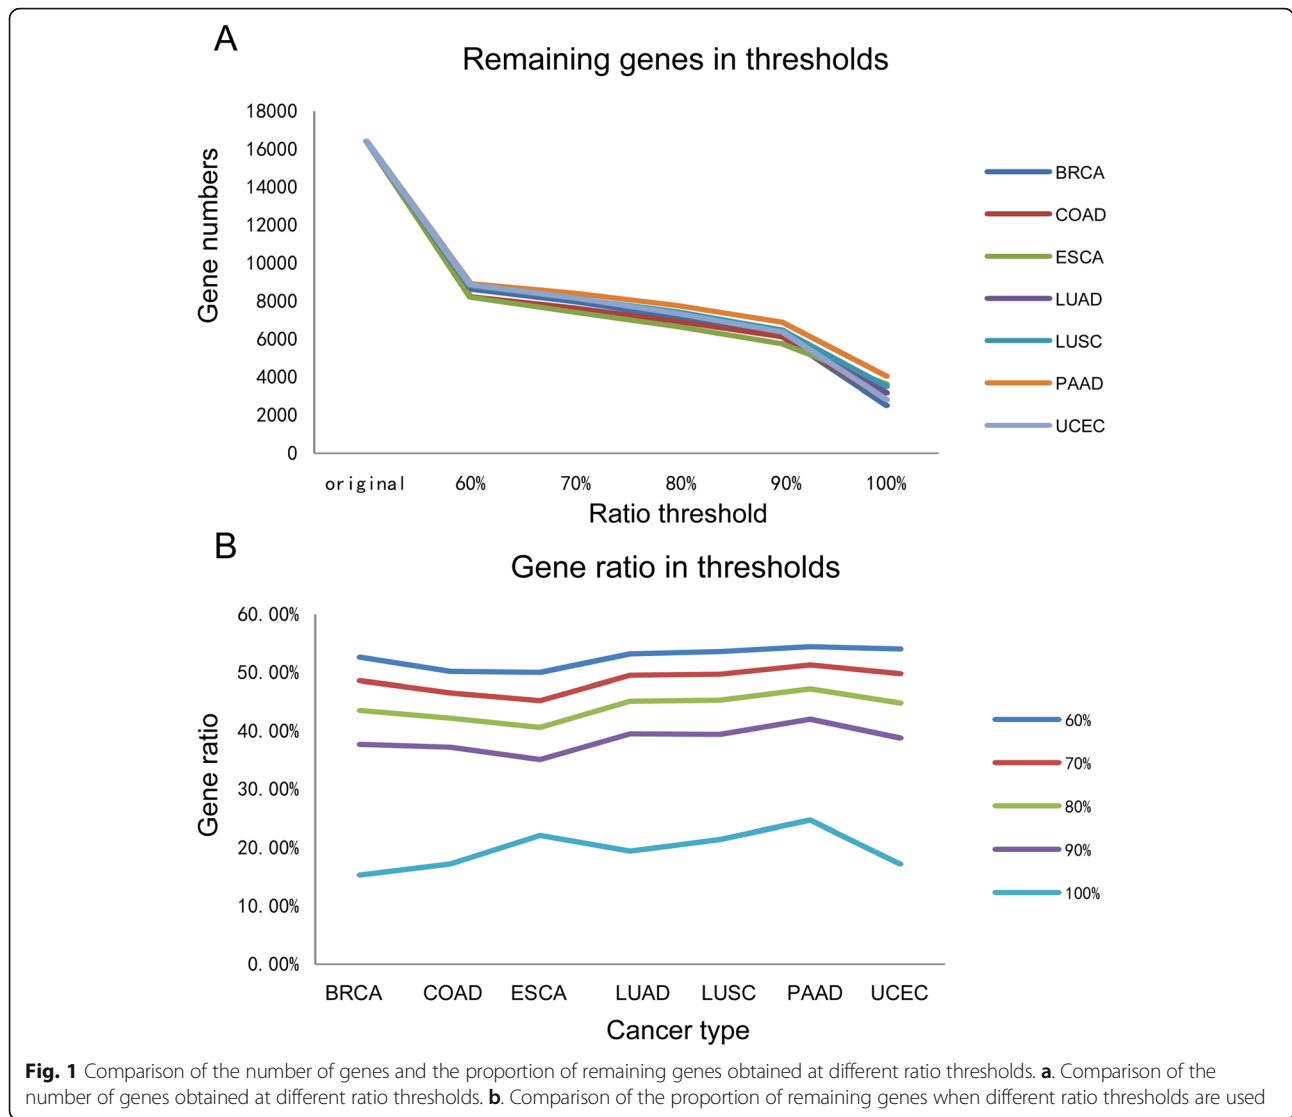 A
Remaining genes in thresholds
Gene numbers
18000
16000
14000
12000
10000
8000
6000
4000
2000
0
original 60% 70% 80% 90% 100%
Ratio threshold
BRCA
COAD
ESCA
LUAD
LUSC
PAAD
UCEC
B
Gene ratio in thresholds
Gene ratio
60.00%
50.00%
40.00%
30.00%
20.00%
10.00%
0.00%
BRCA COAD ESCA LUAD LUSC PAAD UCEC
Cancer type
60%
70%
80%
90%
100%
Fig. 1 Comparison of the number of genes and the proportion of remaining genes obtained at different ratio thresholds. a. Comparison of the
number of genes obtained at different ratio thresholds. b. Comparison of the proportion of remaining genes when different ratio thresholds are used